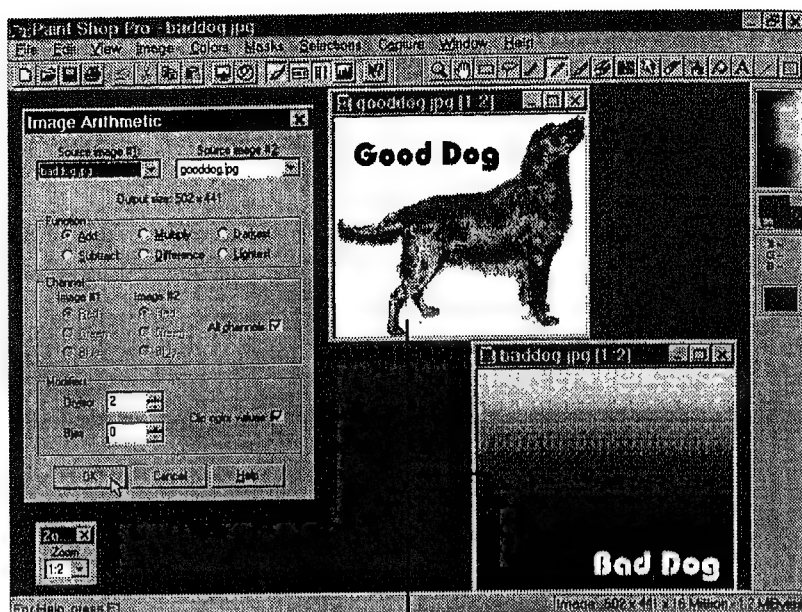 Paint Shop Pro - baddog.jpg
File Edit View Image Colors Masks Selections Capture Window Help
gooddog.jpg [1:2]
Good Dog
Image Arithmetic
Source image #1: Source image #2:
baddog.jpg gooddog.jpg
Output size: 502 x 441
Function
Add Multiply Darkest
Subtract Difference Lightest
Channel
Image #1 Image #2
Red Red
Green Green
Blue Blue
All channels
Modifiers
Divisor 2
Bias 0
Clip color values
OK Cancel Help
baddog.jpg [1:2]
Bad Dog
Zo...
Zoom
1:2
For Help, press F1
Image: 502 x 441 x 16 Million - 1.2 MBytes